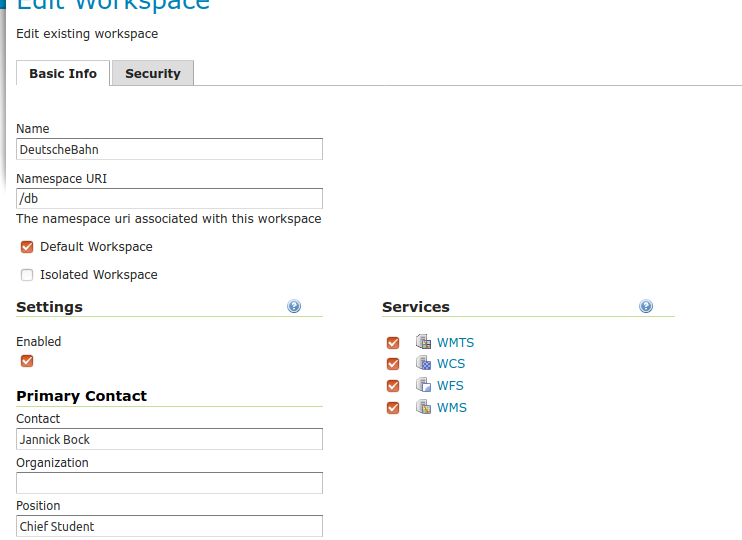 Edit Workspace
Edit existing workspace
Basic Info Security
Name
DeutscheBahn
Namespace URI
/db
The namespace uri associated with this workspace
Default Workspace
Isolated Workspace
Settings
Enabled
Primary Contact
Contact
Jannick Bock
Organization
Position
Chief Student
Services
WMTS
WCS
WFS
WMS